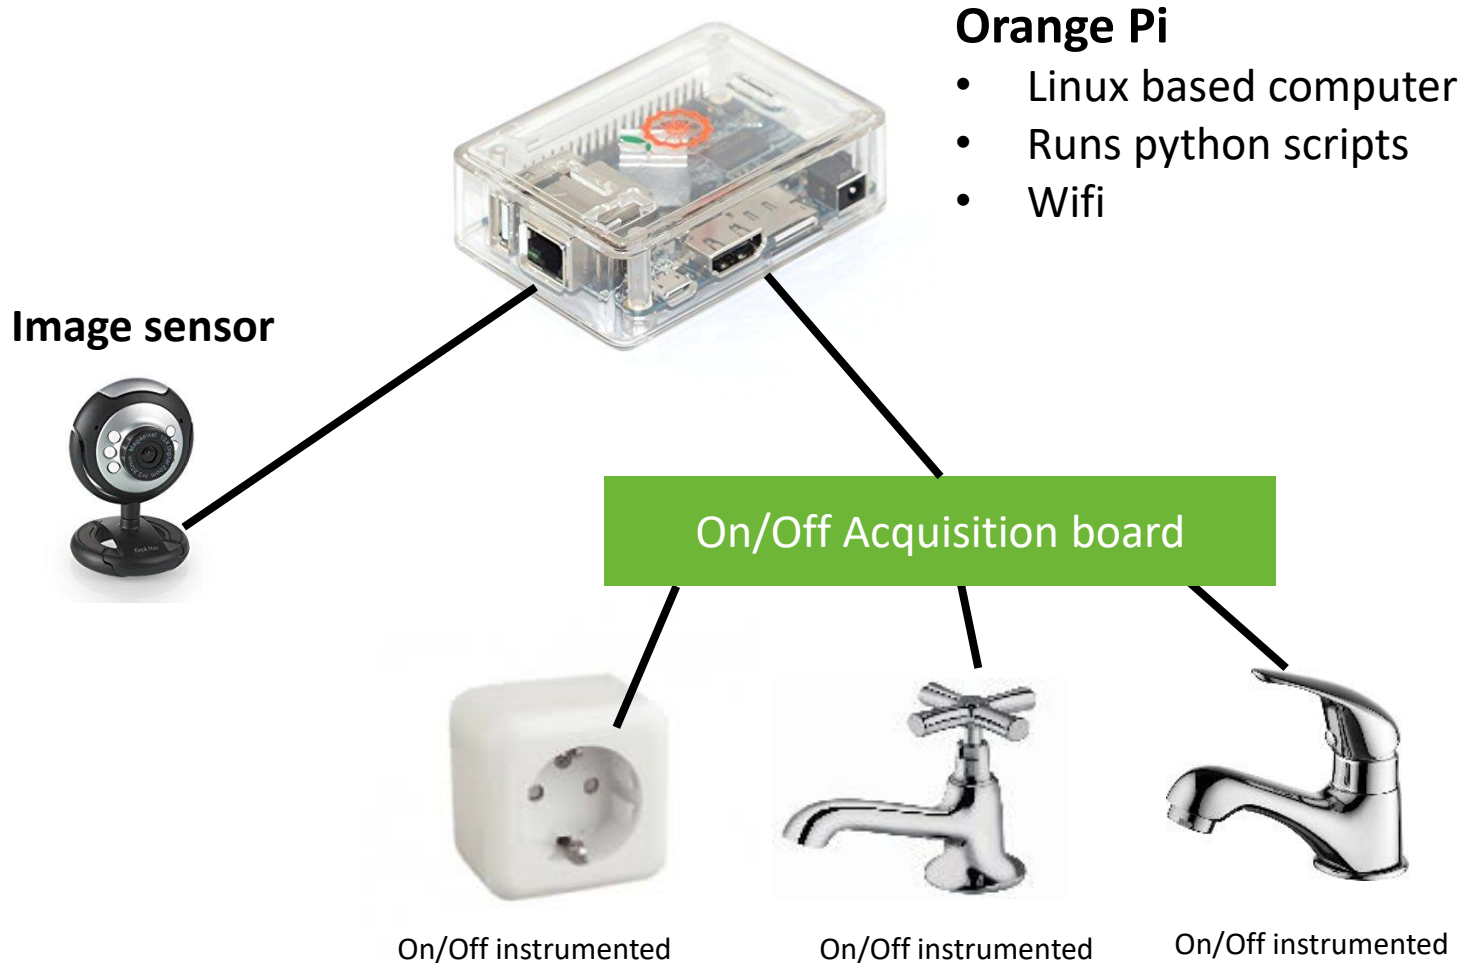 Orange Pi
• Linux based computer
• Runs python scripts
• Wifi
Image sensor
On/Off Acquisition board
On/Off instrumented
On/Off instrumented
On/Off instrumented